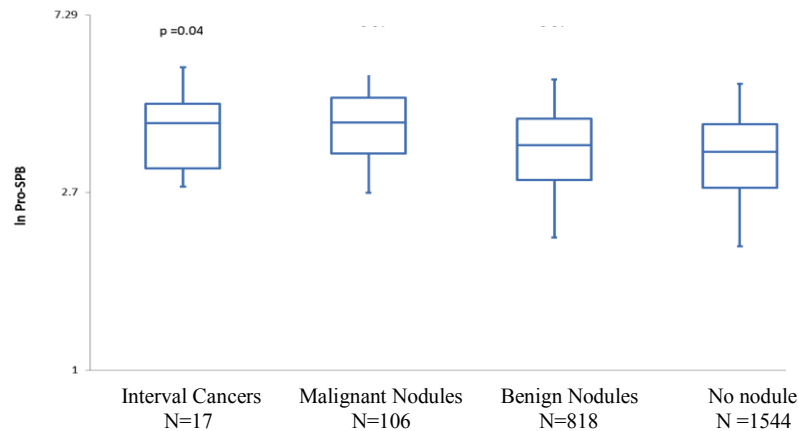 7.29
p =0.04
ln Pro-SPB
2.7
1
Interval Cancers
N=17
Malignant Nodules
N=106
Benign Nodules
N=818
No nodule
N =1544